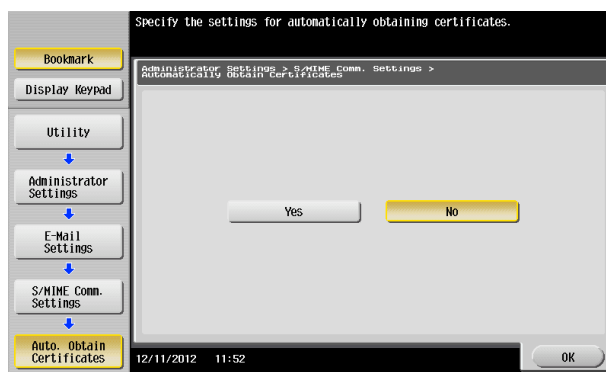 Specify the settings for automatically obtaining certificates.
Bookmark
Display Keypad
Administrator Settings > S/MIME Comm. Settings >
Automatically Obtain Certificates
Utility
Administrator
Settings
E-Mail
Settings
S/MIME Comm.
Settings
Auto. Obtain
Certificates
Yes
No
12/11/2012 11:52
OK